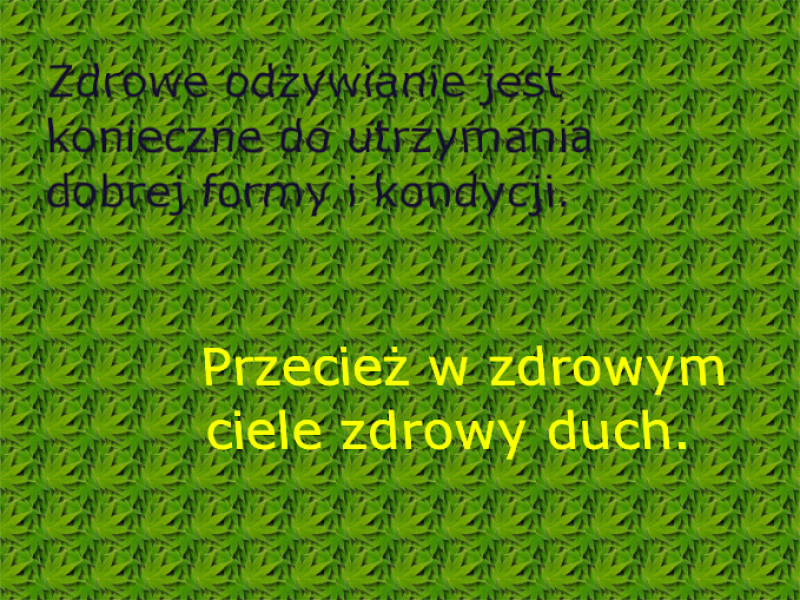 Zdrowe odżywianie jest
konieczne do utrzymania
dobrej formy i kondycji.
Przecież w zdrowym
ciele zdrowy duch.